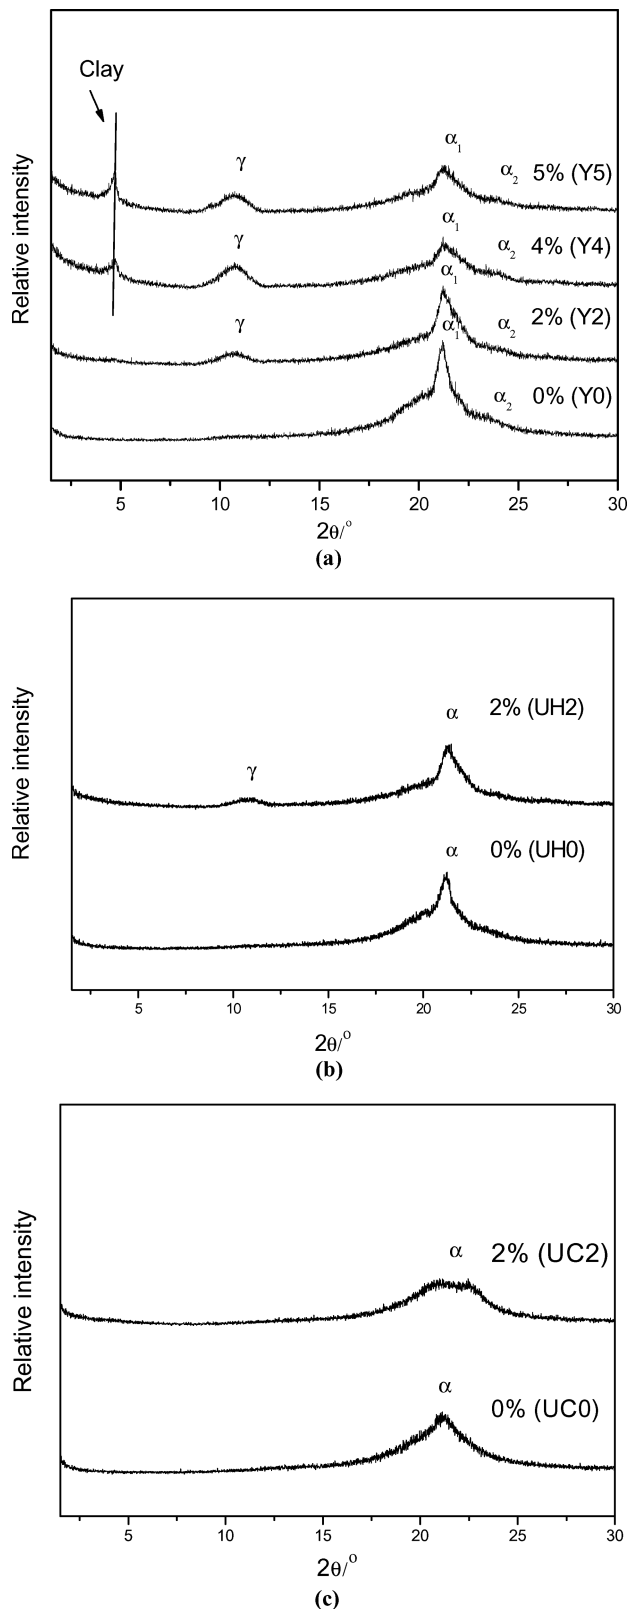 Clay
α1
γ
α2 5% (Y5)
α1
γ
α2 4% (Y4)
α1
γ
α2 2% (Y2)
α1
α2 0% (Y0)
Relative intensity
5 10 15 20 25 30
2θ/°
(a)
α 2% (UH2)
γ
α 0% (UH0)
Relative intensity
5 10 15 20 25 30
2θ/°
(b)
α 2% (UC2)
α 0% (UC0)
Relative intensity
5 10 15 20 25 30
2θ/°
(c)